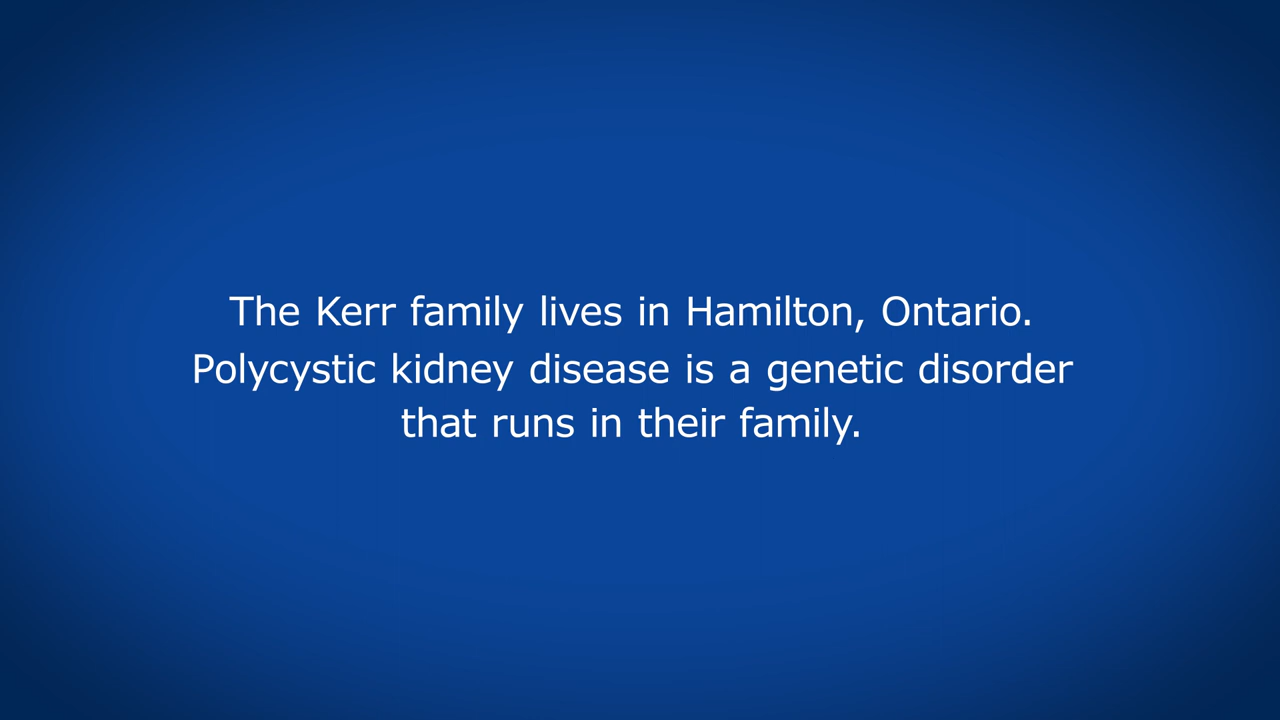 The Kerr family lives in Hamilton, Ontario.
Polycystic kidney disease is a genetic disorder
that runs in their family.